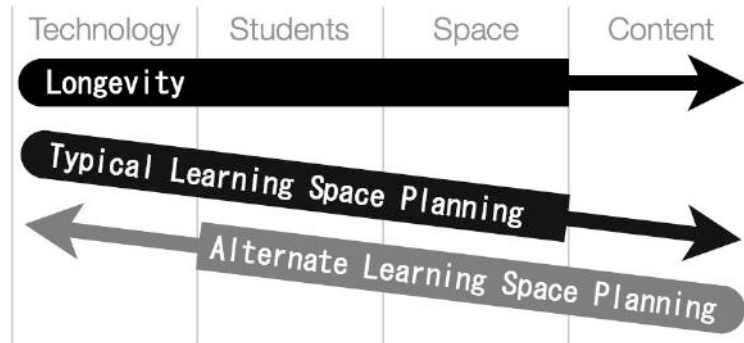 Technology Students Space Content
Longevity
Typical Learning Space Planning
Alternate Learning Space Planning